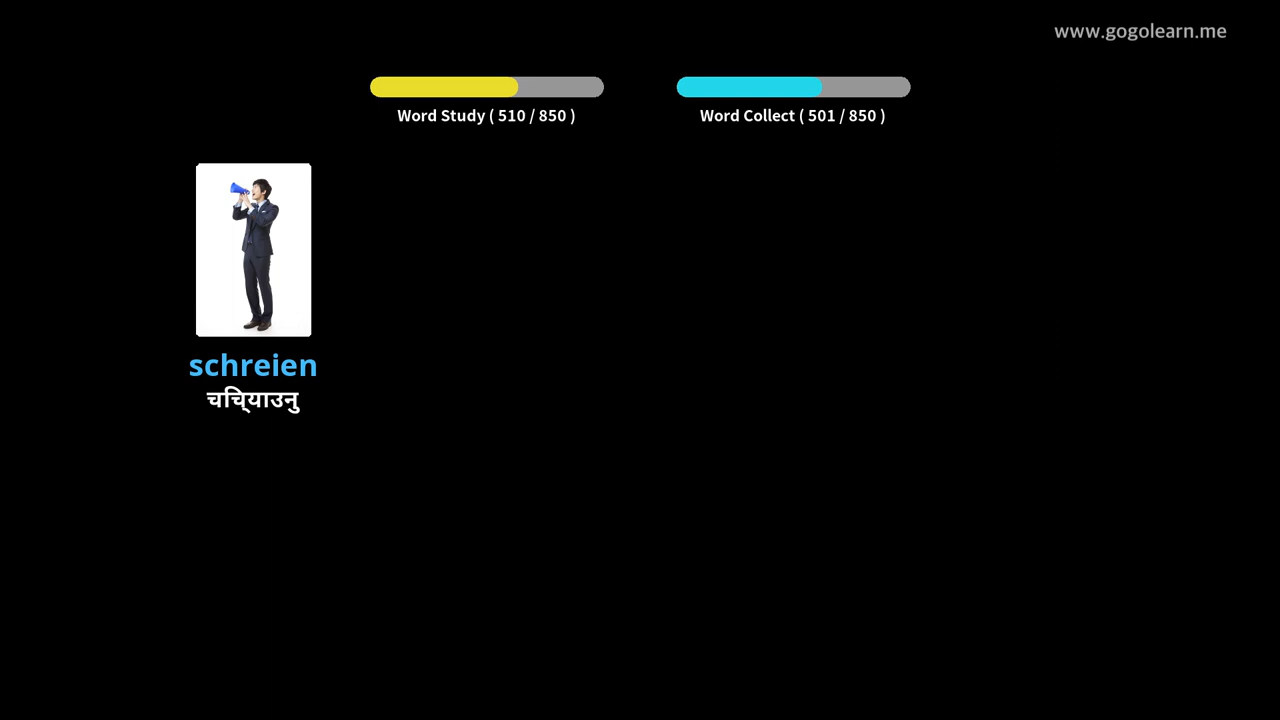 www.gogolearn.me
Word Study ( 510 / 850 )
Word Collect ( 501 / 850 )
schreien
चिच्याउनु